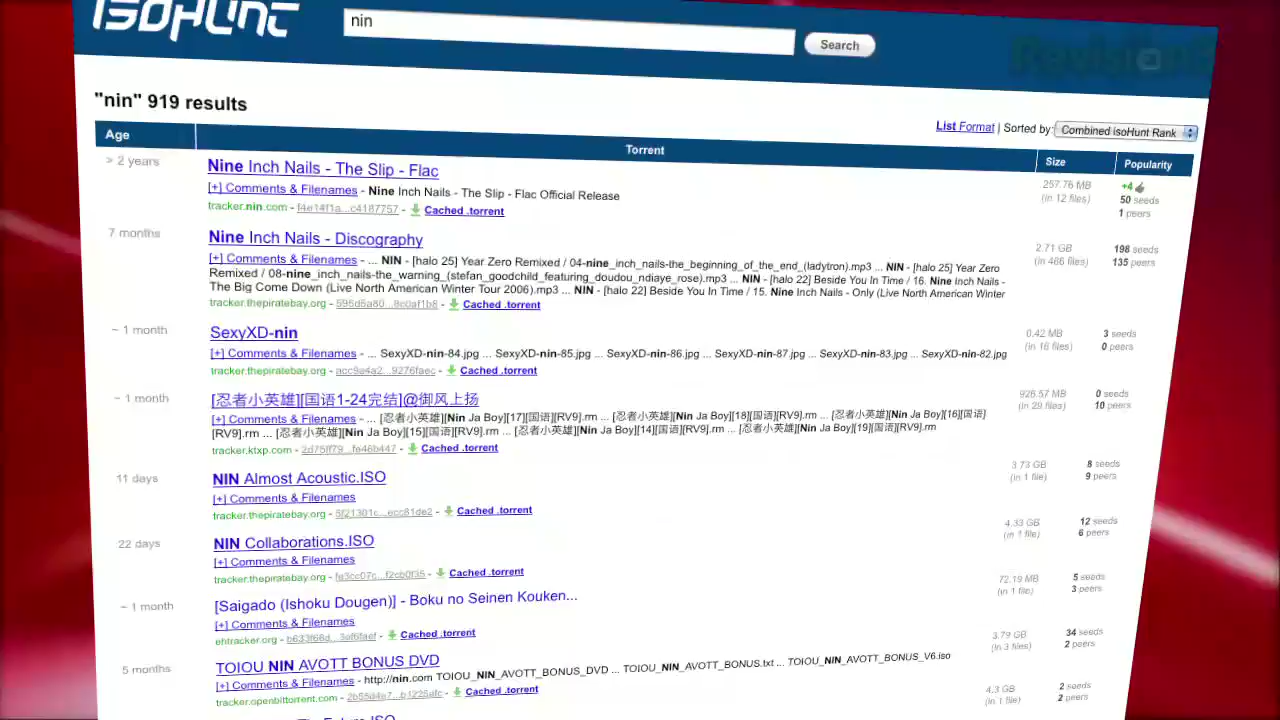 isoHunt
nin
Search
Revision3
"nin" 919 results
List Format | Sorted by: Combined isoHunt Rank
Age
Torrent
Size
Popularity
> 2 years
Nine Inch Nails - The Slip - Flac
[+] Comments & Filenames - Nine Inch Nails - The Slip - Flac Official Release
tracker.nin.com - f4e14f1a...c4187757 - Cached .torrent
257.76 MB
(in 12 files)
+4
50 seeds
1 peers
7 months
Nine Inch Nails - Discography
[+] Comments & Filenames - ... NIN - [halo 25] Year Zero Remixed / 04-nine_inch_nails-the_beginning_of_the_end_(ladytron).mp3 ... NIN - [halo 25] Year Zero
Remixed / 08-nine_inch_nails-the_warning_(stefan_goodchild_featuring_doudou_ndiaye_rose).mp3 ... NIN - [halo 22] Beside You In Time / 16. Nine Inch Nails -
The Big Come Down (Live North American Winter Tour 2006).mp3 ... NIN - [halo 22] Beside You In Time / 15. Nine Inch Nails - Only (Live North American Winter
tracker.thepiratebay.org - Cached .torrent
2.71 GB
(in 466 files)
198 seeds
135 peers
~ 1 month
SexyXD-nin
[+] Comments & Filenames - ... SexyXD-nin-84.jpg ... SexyXD-nin-85.jpg ... SexyXD-nin-86.jpg ... SexyXD-nin-87.jpg ... SexyXD-nin-83.jpg ... SexyXD-nin-82.jpg
tracker.thepiratebay.org - acc9a4a2...9276faec - Cached .torrent
0.42 MB
(in 16 files)
3 seeds
0 peers
~ 1 month
[忍者小英雄][国语1-24完结]@御风上扬
[+] Comments & Filenames - ... [忍者小英雄][Nin Ja Boy][17][国语][RV9].rm ... [忍者小英雄][Nin Ja Boy][18][国语][RV9].rm ... [忍者小英雄][Nin Ja Boy][16][国语]
[RV9].rm ... [忍者小英雄][Nin Ja Boy][15][国语][RV9].rm ... [忍者小英雄][Nin Ja Boy][14][国语][RV9].rm ... [忍者小英雄][Nin Ja Boy][19][国语][RV9].rm
tracker.ktxp.com - 2d75ff79...fe46b447 - Cached .torrent
926.57 MB
(in 29 files)
0 seeds
10 peers
11 days
NIN Almost Acoustic.ISO
[+] Comments & Filenames
tracker.thepiratebay.org - 5f21301c...ecc81de2 - Cached .torrent
3.73 GB
(in 1 file)
8 seeds
9 peers
22 days
NIN Collaborations.ISO
[+] Comments & Filenames
tracker.thepiratebay.org - Cached .torrent
4.33 GB
(in 1 file)
12 seeds
6 peers
~ 1 month
[Saigado (Ishoku Dougen)] - Boku no Seinen Kouken...
[+] Comments & Filenames
ehtracker.org - Cached .torrent
72.19 MB
(in 1 file)
5 seeds
3 peers
5 months
TOIOU NIN AVOTT BONUS DVD
[+] Comments & Filenames - http://nin.com TOIOU_NIN_AVOTT_BONUS_DVD ... TOIOU_NIN_AVOTT_BONUS.txt ... TOIOU_NIN_AVOTT_BONUS_V6.iso
tracker.openbittorrent.com - Cached .torrent
3.79 GB
(in 3 files)
34 seeds
2 peers
4.3 GB
(in 1 file)
2 seeds
2 peers